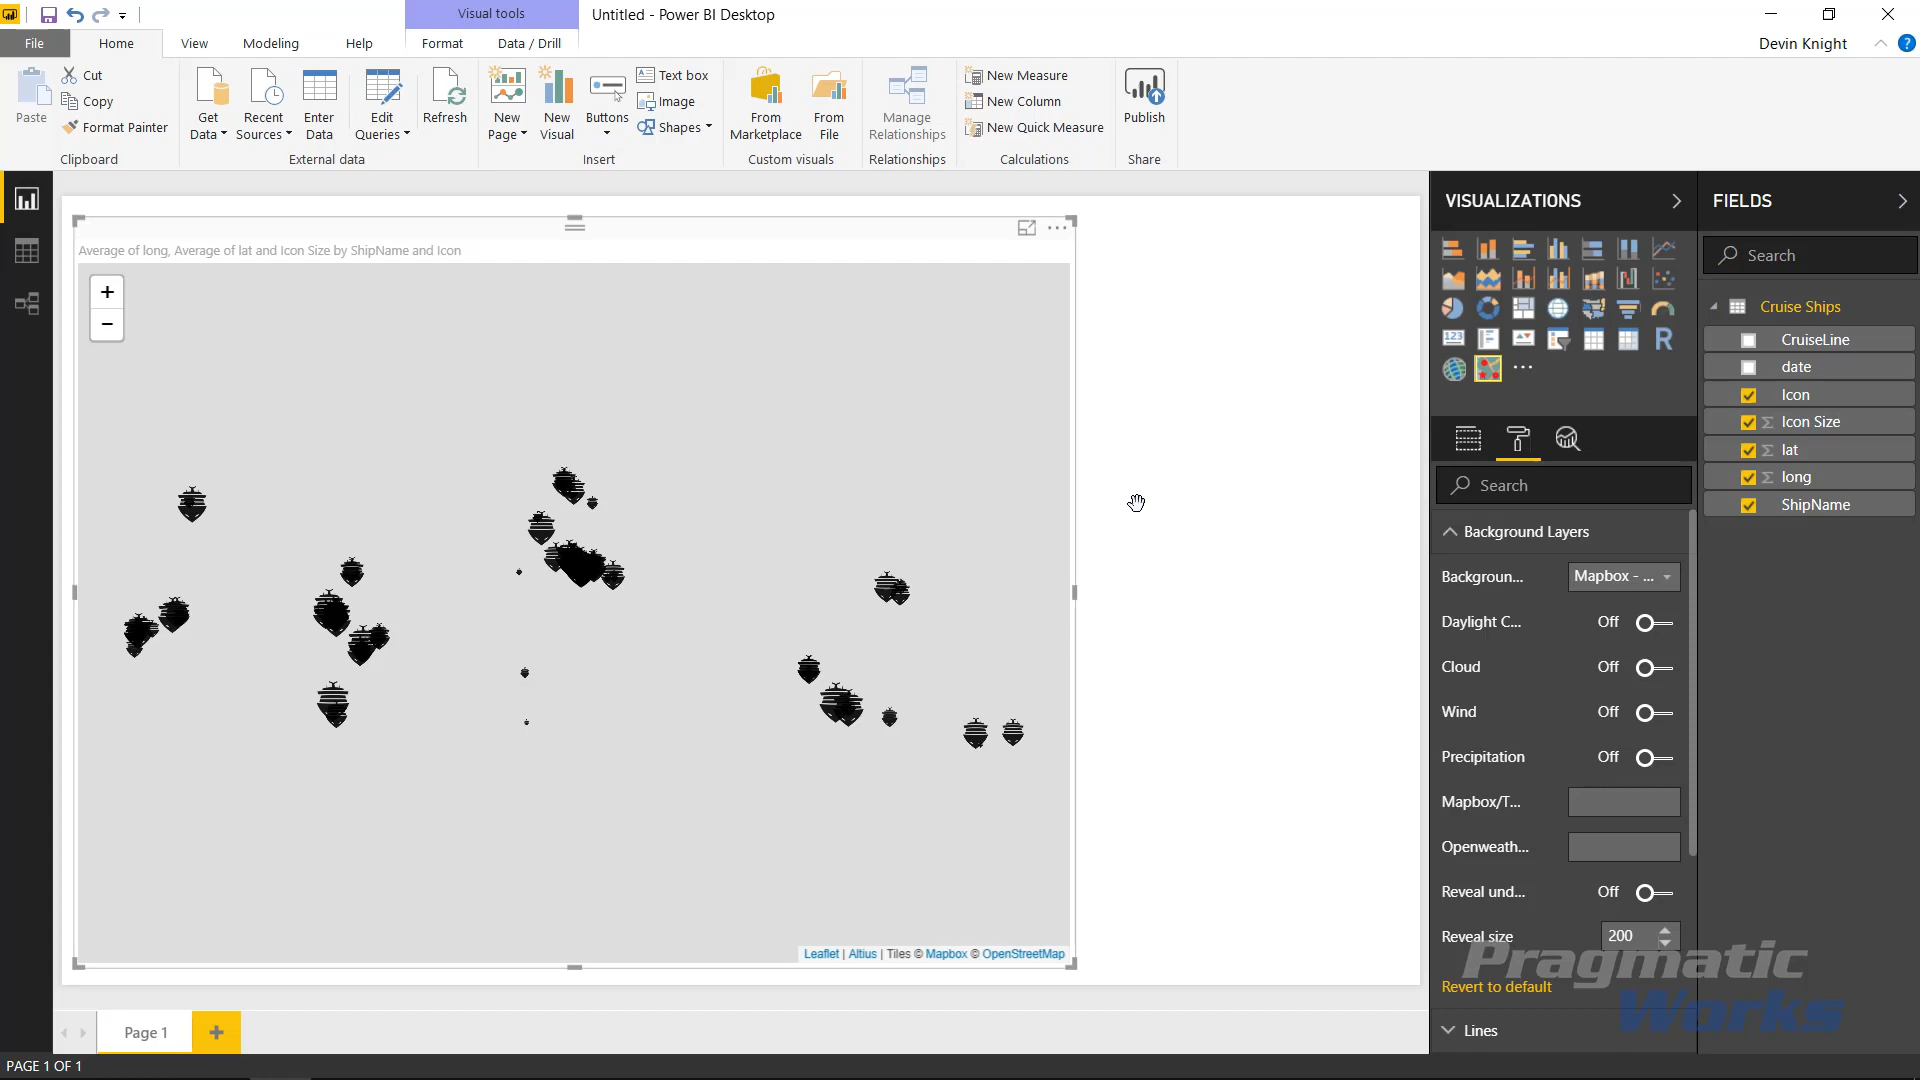 Visual tools
Untitled - Power BI Desktop
File
Home
View
Modeling
Help
Format
Data / Drill
Devin Knight
?
Paste
Cut
Copy
Format Painter
Clipboard
Get Data
Recent Sources
Enter Data
Edit Queries
Refresh
External data
New Page
New Visual
Buttons
Text box
Image
Shapes
Insert
From Marketplace
From File
Custom visuals
Manage Relationships
Relationships
New Measure
New Column
New Quick Measure
Calculations
Publish
Share
Average of long, Average of lat and Icon Size by ShipName and Icon
+
−
Leaflet | Altius | Tiles © Mapbox © OpenStreetMap
VISUALIZATIONS
123
R
Search
Background Layers
Backgroun... Mapbox - ...
Daylight C... Off
Cloud Off
Wind Off
Precipitation Off
Mapbox/T...
Openweath...
Reveal und... Off
Reveal size 200
Revert to default
Lines
FIELDS
Search
Cruise Ships
CruiseLine
date
Icon
Σ Icon Size
Σ lat
Σ long
ShipName
Pragmatic
Works
Page 1
+
PAGE 1 OF 1